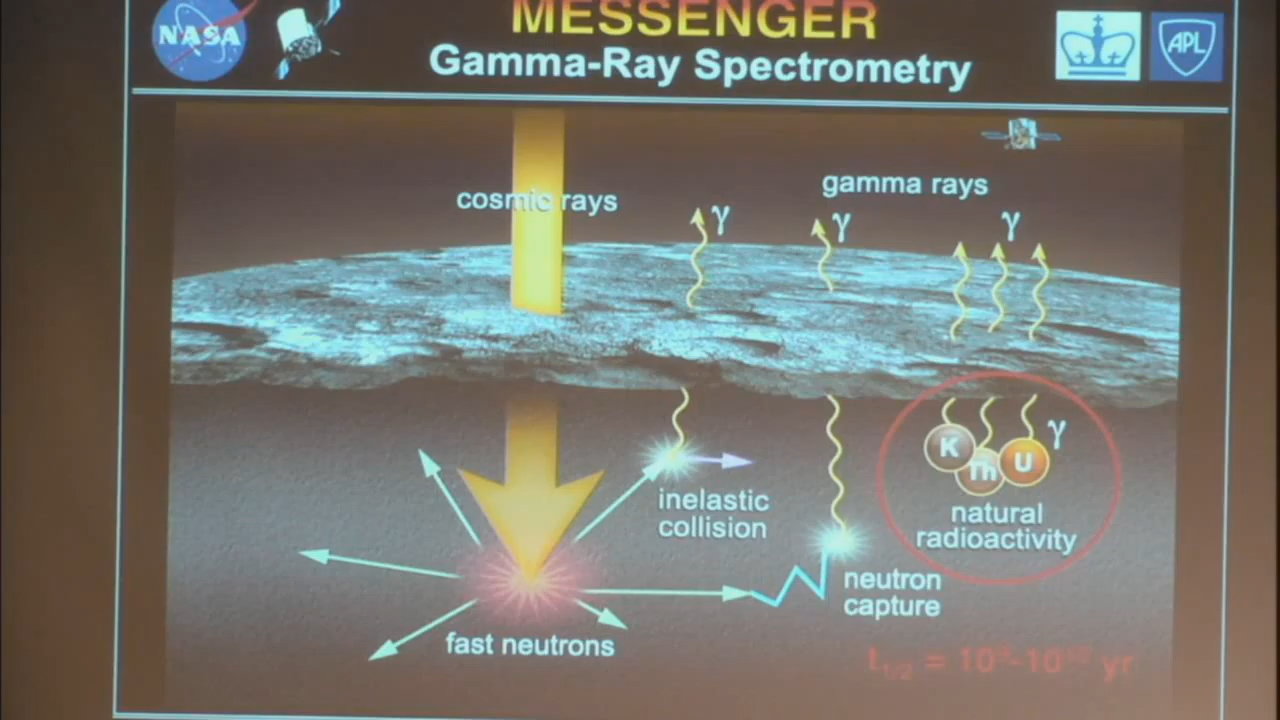 NASA
MESSENGER
Gamma-Ray Spectrometry
APL
cosmic rays
gamma rays
γ
γ
γ
K
Th
U
γ
inelastic
collision
natural
radioactivity
neutron
capture
fast neutrons